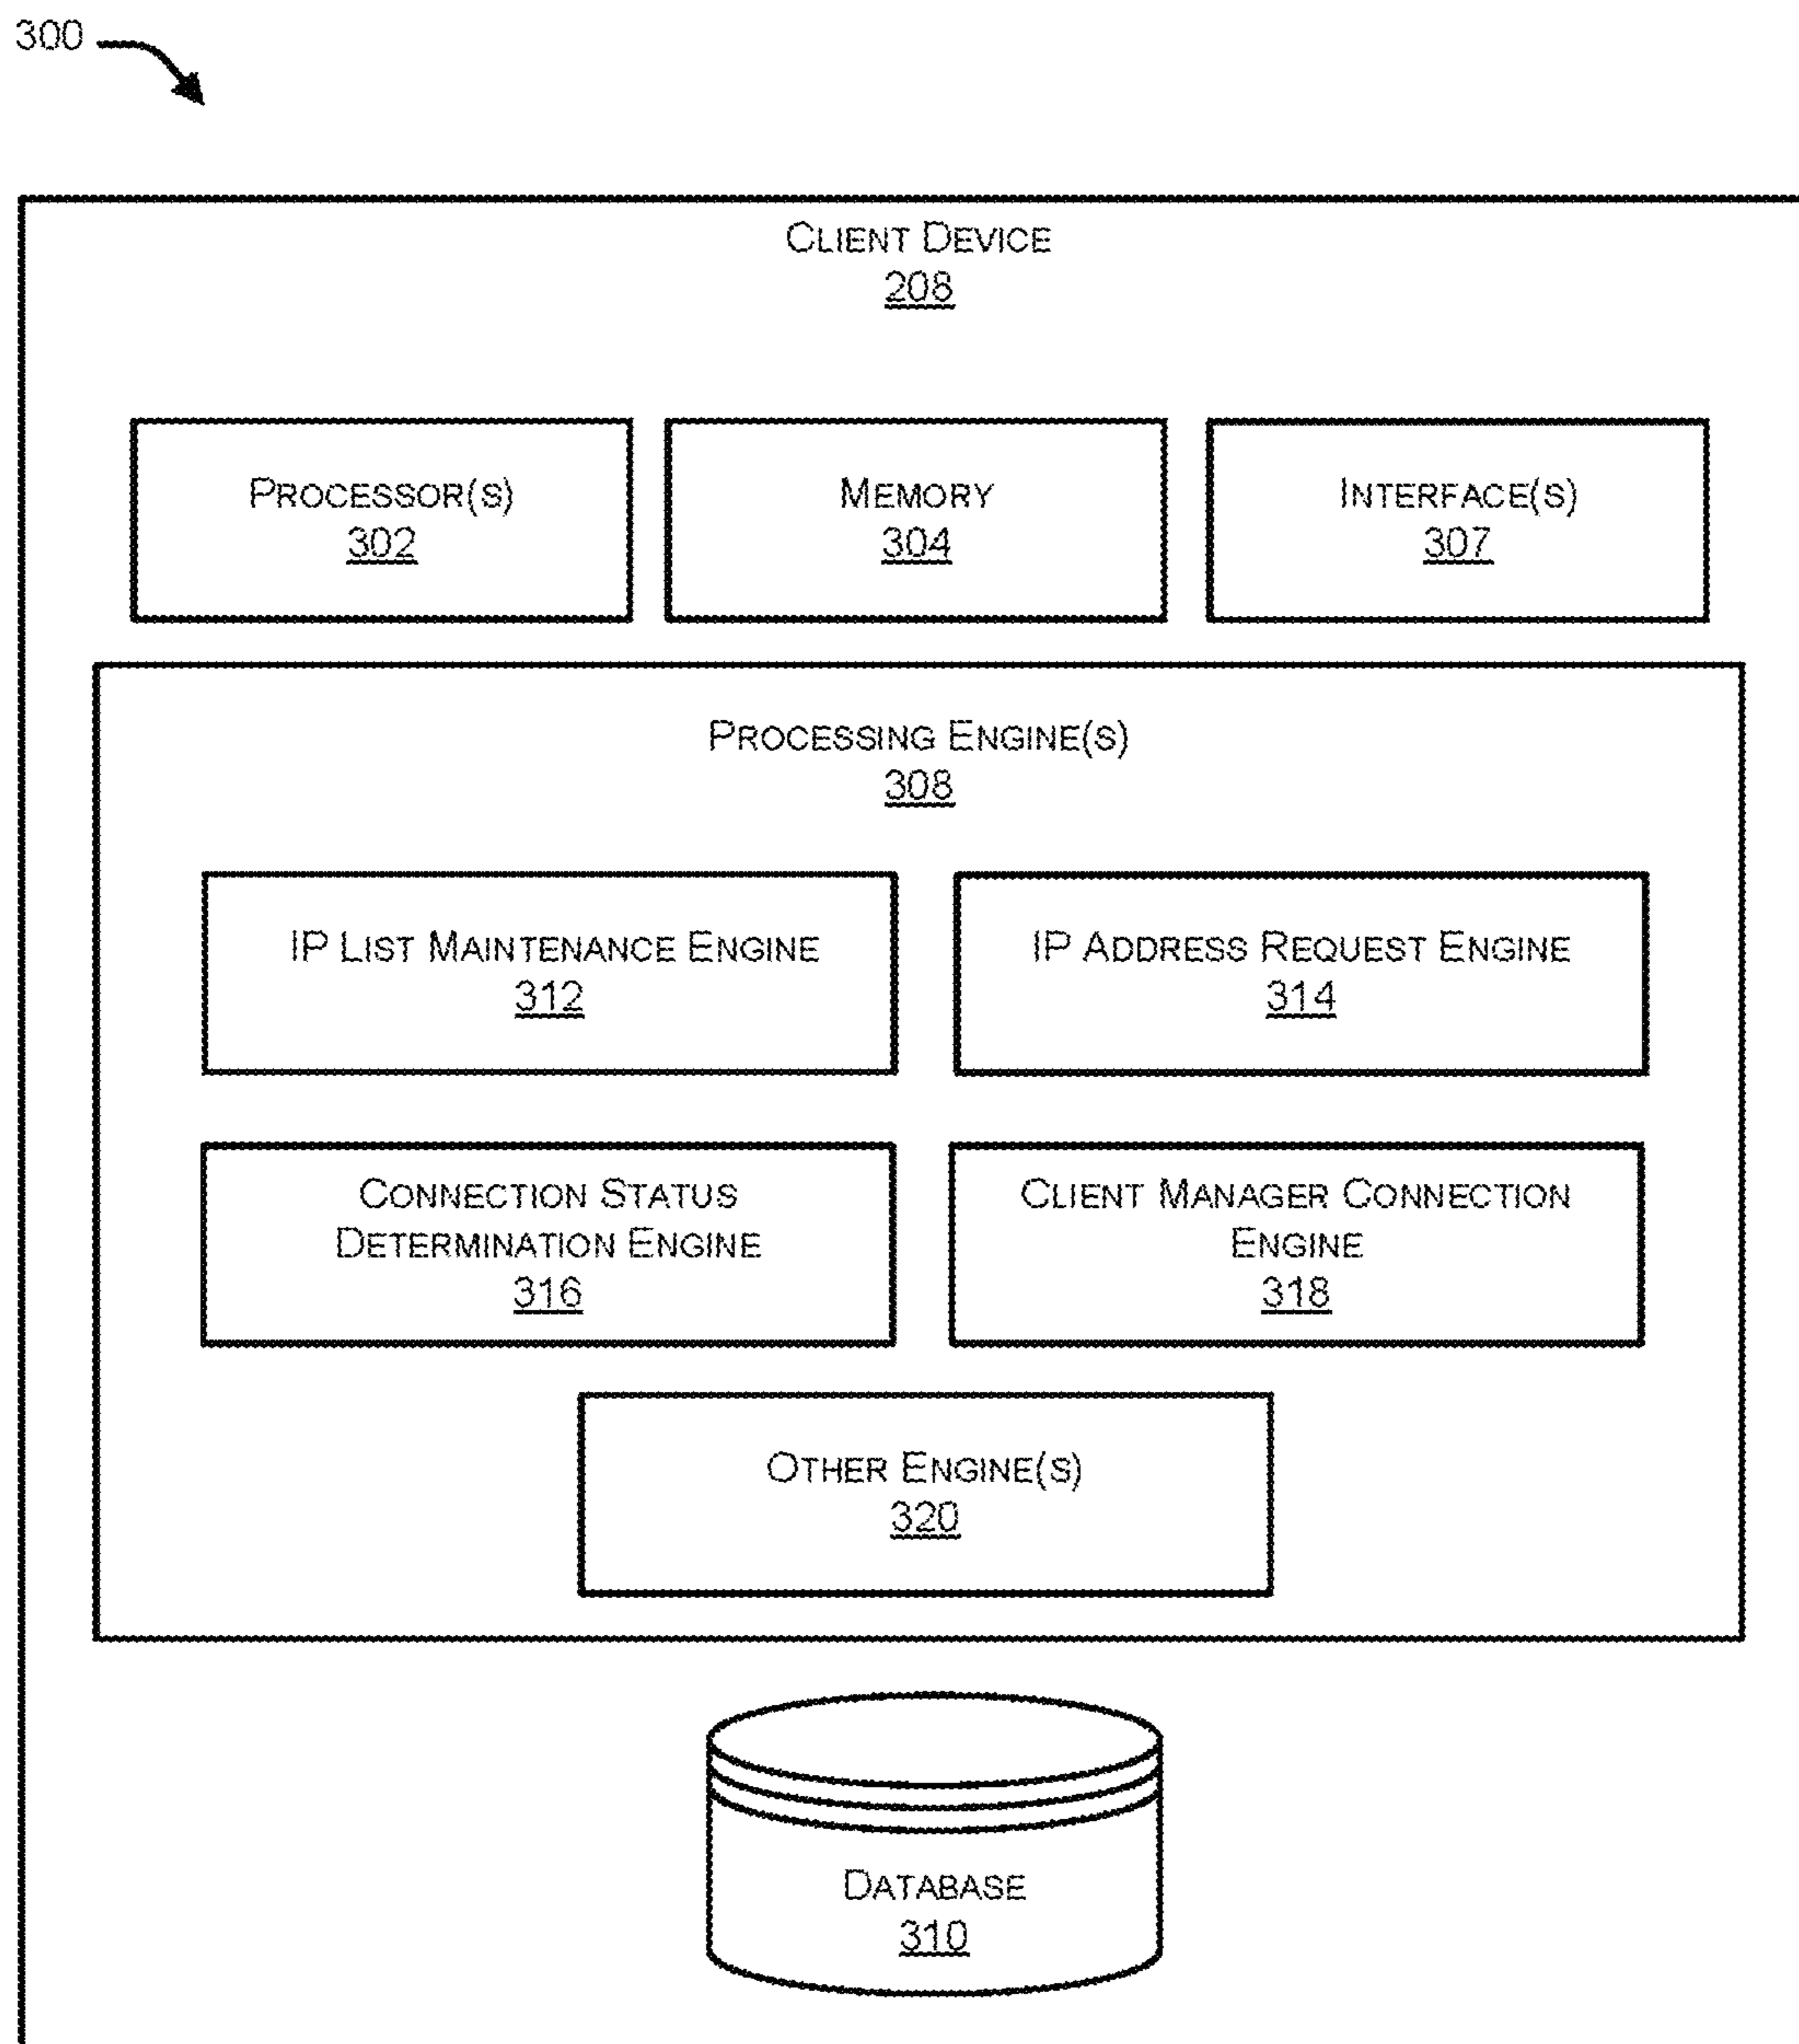 300
CLIENT DEVICE
208
PROCESSOR(S)
302
MEMORY
304
INTERFACE(S)
307
PROCESSING ENGINE(S)
308
IP LIST MAINTENANCE ENGINE
312
IP ADDRESS REQUEST ENGINE
314
CONNECTION STATUS
DETERMINATION ENGINE
316
CLIENT MANAGER CONNECTION
ENGINE
318
OTHER ENGINE(S)
320
DATABASE
310